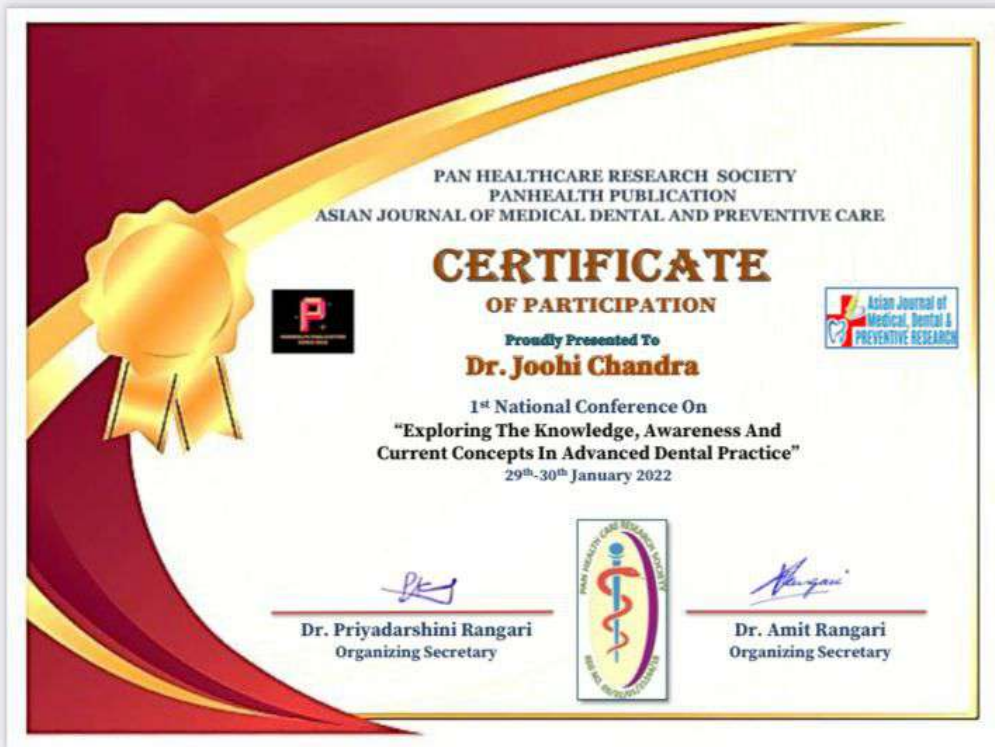 PAN HEALTHCARE RESEARCH SOCIETY
PANHEALTH PUBLICATION
ASIAN JOURNAL OF MEDICAL DENTAL AND PREVENTIVE CARE
CERTIFICATE
OF PARTICIPATION
P
PANHEALTH PUBLICATION
Asian Journal of
Medical, Dental &
PREVENTIVE RESEARCH
Proudly Presented To
Dr. Joohi Chandra
1st National Conference On
“Exploring The Knowledge, Awareness And
Current Concepts In Advanced Dental Practice”
29th-30th January 2022
PAN HEALTH CARE RESEARCH SOCIETY
Dr. Priyadarshini Rangari
Organizing Secretary
Dr. Amit Rangari
Organizing Secretary